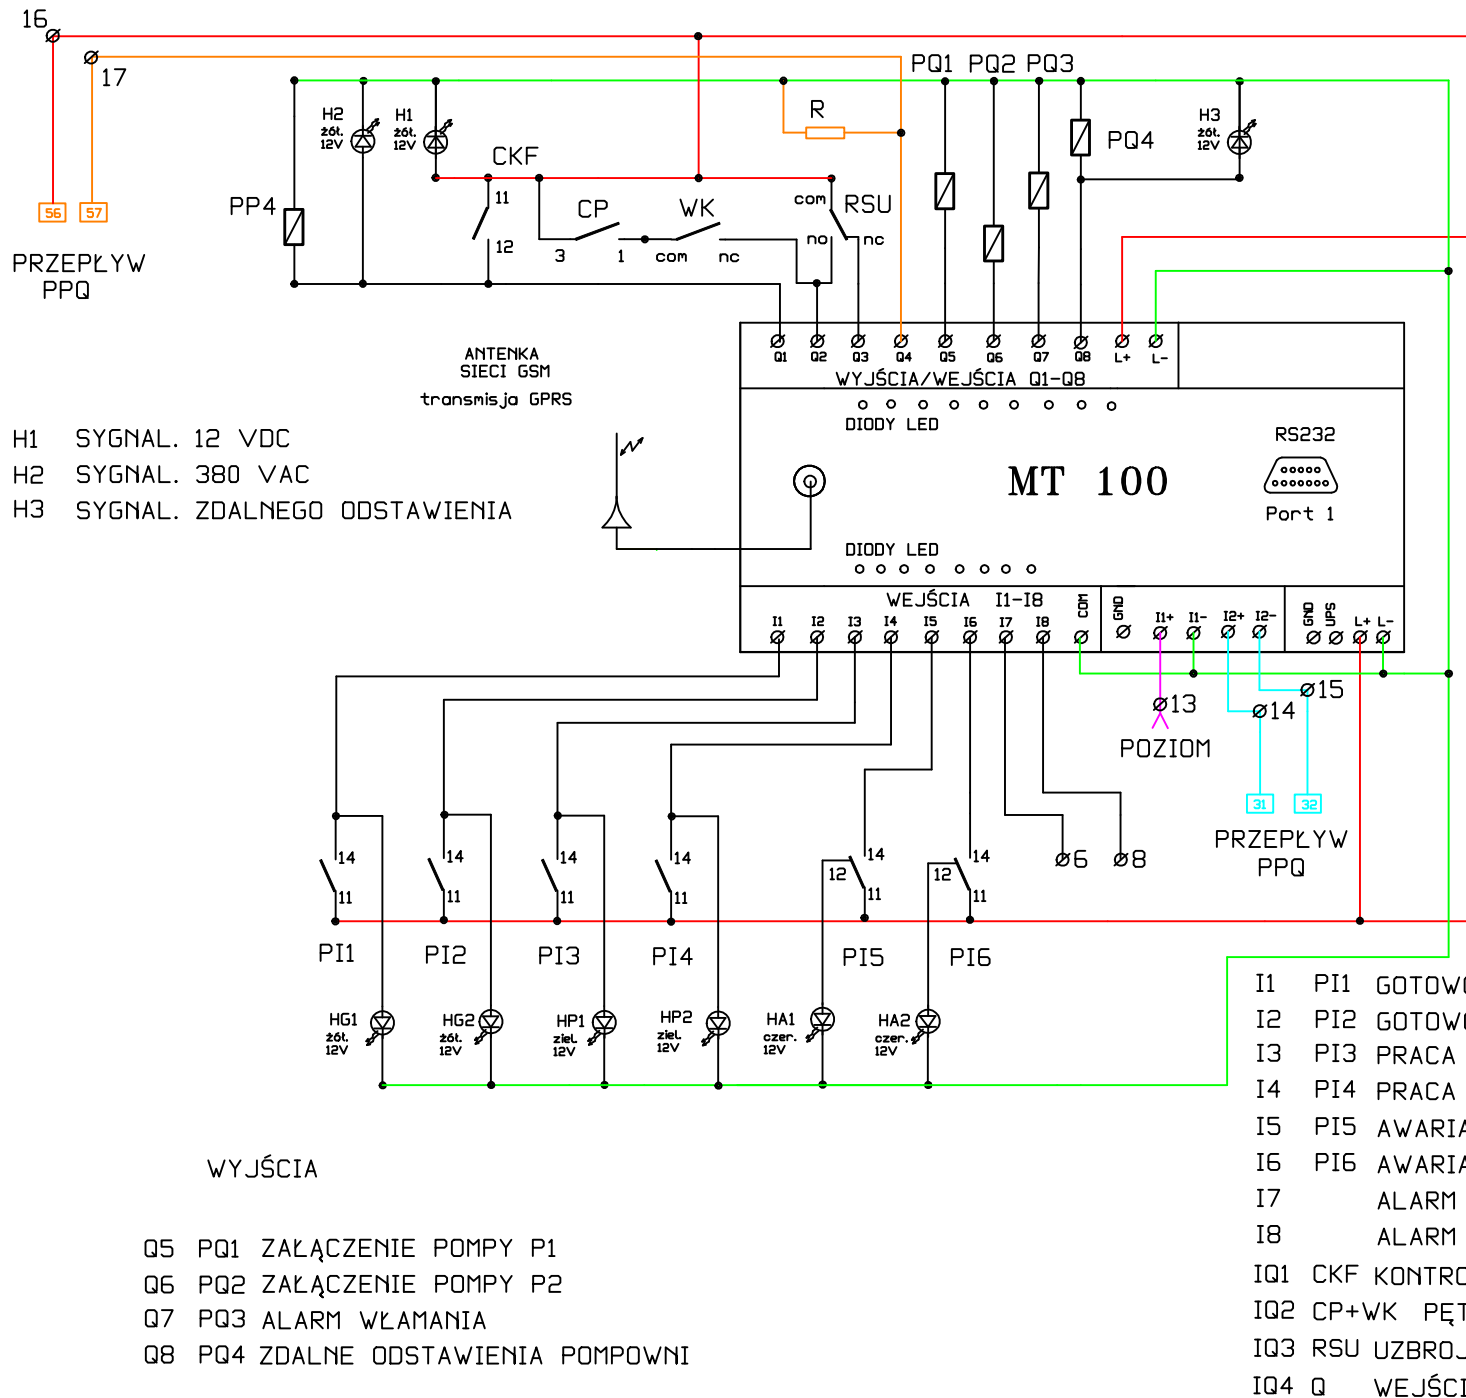 16
17
56
57
PRZEPŁYW
PPQ
PP4
H2
żół.
12V
H1
żół.
12V
CKF
11
12
CP
3
1
WK
com
nc
com
RSU
no
nc
R
PQ1
PQ2
PQ3
PQ4
H3
żół.
12V
ANTENKA
SIECI GSM
transmisja GPRS
H1 SYGNAL. 12 VDC
H2 SYGNAL. 380 VAC
H3 SYGNAL. ZDALNEGO ODSTAWIENIA
Q1 Q2 Q3 Q4 Q5 Q6 Q7 Q8 L+ L-
WYJŚCIA/WEJŚCIA Q1-Q8
DIODY LED
MT 100
RS232
Port 1
DIODY LED
WEJŚCIA I1-I8
I1 I2 I3 I4 I5 I6 I7 I8 COM GND I1+ I1- I2+ I2- GND UPS L+ L-
13
POZIOM
14
15
31
32
PRZEPŁYW
PPQ
6
8
14
11
14
11
14
11
14
11
14
12
11
14
12
11
PI1
PI2
PI3
PI4
PI5
PI6
HG1
żół.
12V
HG2
żół.
12V
HP1
ziel.
12V
HP2
ziel.
12V
HA1
czer.
12V
HA2
czer.
12V
WYJŚCIA
Q5 PQ1 ZAŁĄCZENIE POMPY P1
Q6 PQ2 ZAŁĄCZENIE POMPY P2
Q7 PQ3 ALARM WŁAMANIA
Q8 PQ4 ZDALNE ODSTAWIENIA POMPOWNI
I1 PI1
I2 PI2
I3 PI3 PRACA
I4 PI4 PRACA
I5 PI5 AWARIA
I6 PI6 AWARIA
I7 ALARM
I8 ALARM
IQ1 CKF
IQ2 CP+WK
IQ3 RSU
IQ4 Q